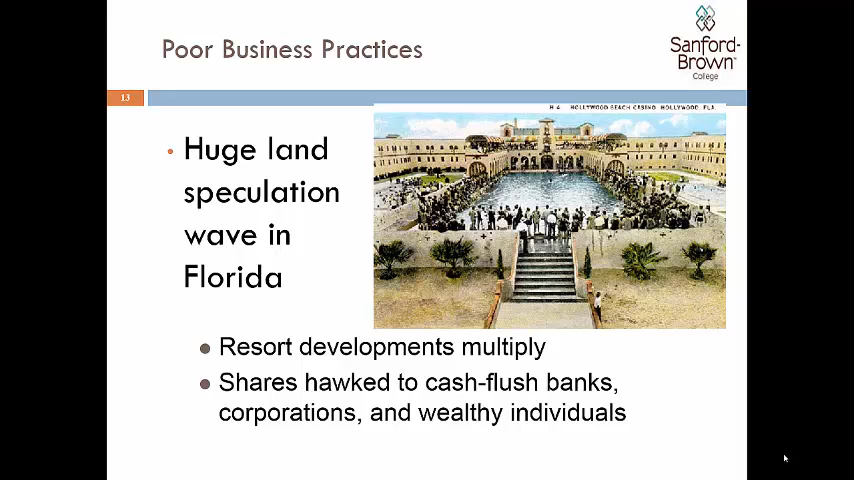 Poor Business Practices
Sanford-
Brown™
College
13
H 4 HOLLYWOOD BEACH CASINO. HOLLYWOOD, FLA.
• Huge land
speculation
wave in
Florida
● Resort developments multiply
● Shares hawked to cash-flush banks,
corporations, and wealthy individuals